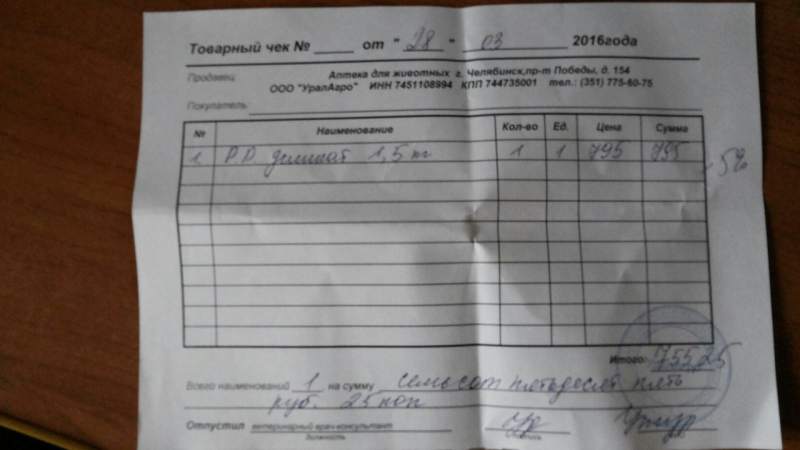 Товарный чек № ____ от "28" 03 2016года
Продавец Аптека для животных г. Челябинск,пр-т Победы, д. 154
ООО "УралАгро" ИНН 7451108994 КПП 744735001 тел.: (351) 775-60-75
Покупатель
№ Наименование Кол-во Ед. Цена Сумма
1. Р.Р. деликат 1,5 кг 1 1 795 795
- 5%
Итого: 755,25
Всего наименований 1 на сумму семьсот пятьдесят пять
руб. 25 коп
Отпустил ветеринарный врач-консультант
должность подпись